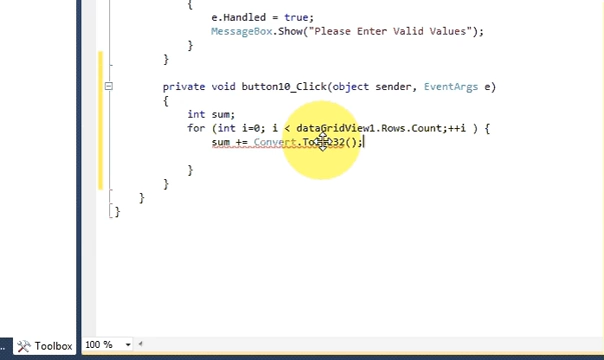 {
e.Handled = true;
MessageBox.Show("Please Enter Valid Values");
}
}
private void button10_Click(object sender, EventArgs e)
{
int sum;
for (int i=0; i < dataGridView1.Rows.Count;++i ) {
sum += Convert.ToInt32();
}
}
}
}
.. Toolbox
100 %